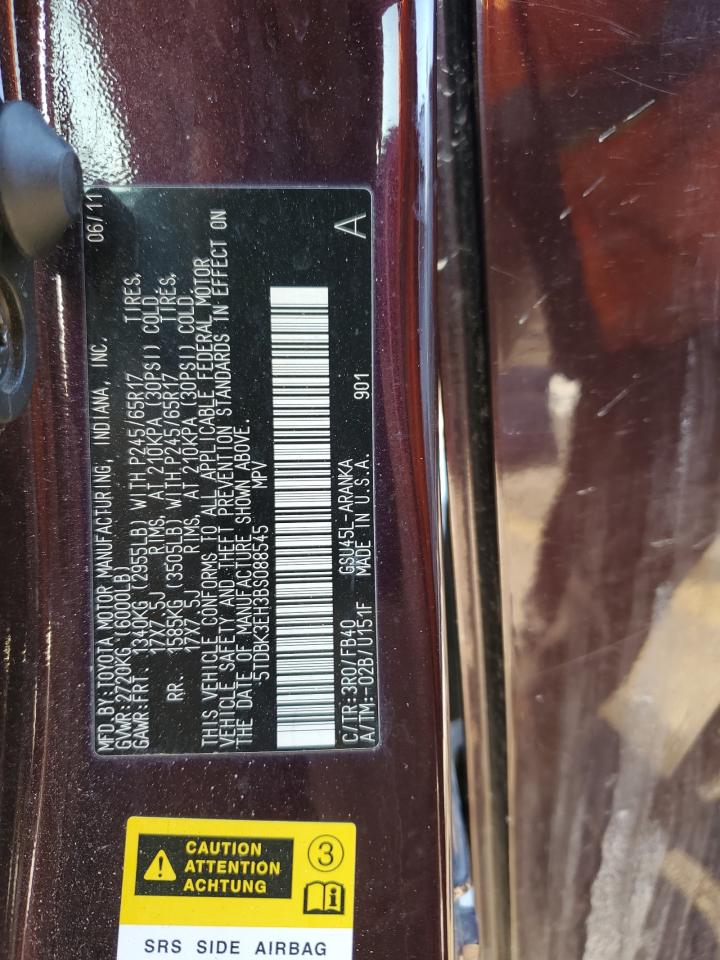 MFD.BY:TOYOTA MOTOR MANUFACTURING, INDIANA, INC. 06/11
GVWR:2720KG (6000LB)
GAWR:FRT. 1340KG (2955LB) WITH P245/65R17 TIRES,
17X7.5J RIMS, AT 210KPA (30PSI) COLD.
RR. 1585KG (3505LB) WITH P245/65R17 TIRES,
17X7.5J RIMS, AT 210KPA (30PSI) COLD.
THIS VEHICLE CONFORMS TO ALL APPLICABLE FEDERAL MOTOR
VEHICLE SAFETY AND THEFT PREVENTION STANDARDS IN EFFECT ON
THE DATE OF MANUFACTURE SHOWN ABOVE.
5TDBK3EH3BS088545 MPV
C/TR:3R0/FB40 GSU45L-ARANKA A
A/TM:-02B/U151F MADE IN U.S.A. 901
CAUTION
ATTENTION
ACHTUNG
3
i
SRS SIDE AIRBAG